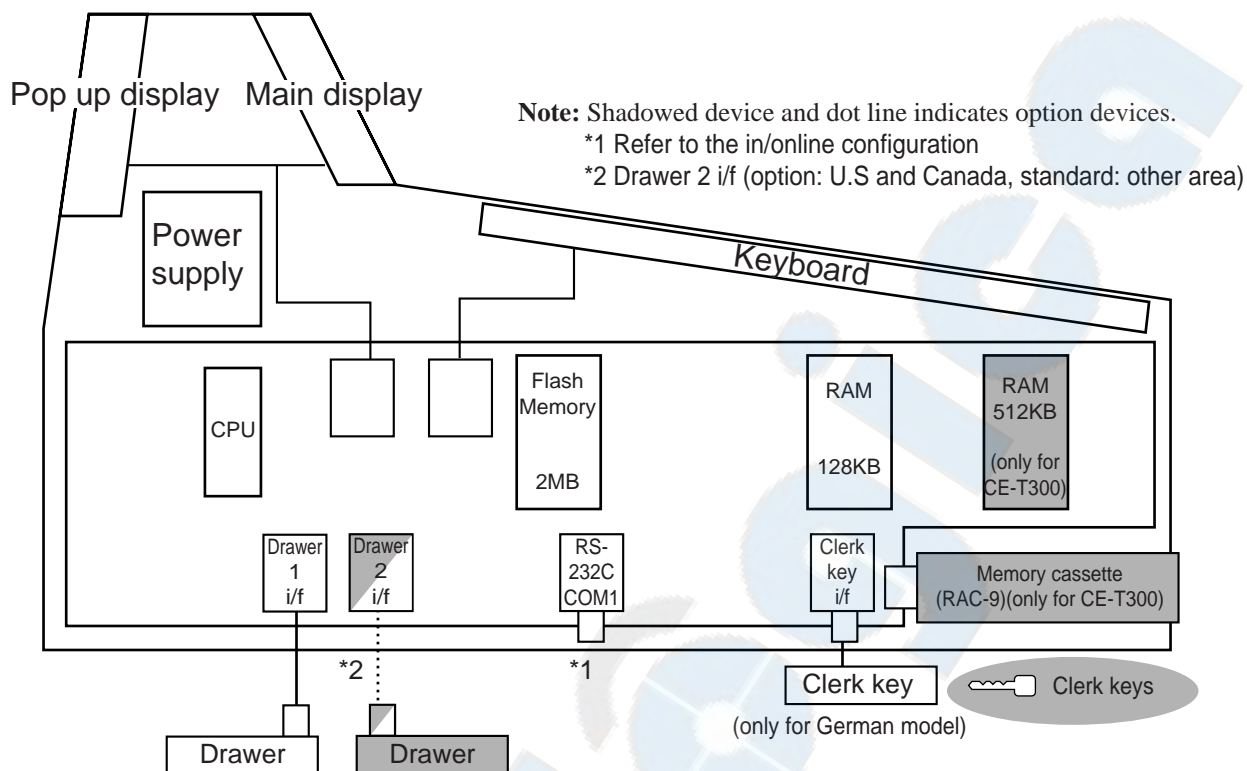 Pop up display
Main display
Note: Shadowed device and dot line indicates option devices.
*1 Refer to the in/online configuration
*2 Drawer 2 i/f (option: U.S and Canada, standard: other area)
Power
supply
Keyboard
CPU
Flash
Memory
2MB
RAM
128KB
RAM
512KB
(only for
CE-T300)
Drawer
1
i/f
Drawer
2
i/f
RS-
232C
COM1
Clerk
key
i/f
Memory cassette
(RAC-9)(only for CE-T300)
*2
*1
Clerk key
(only for German model)
Clerk keys
Drawer
Drawer